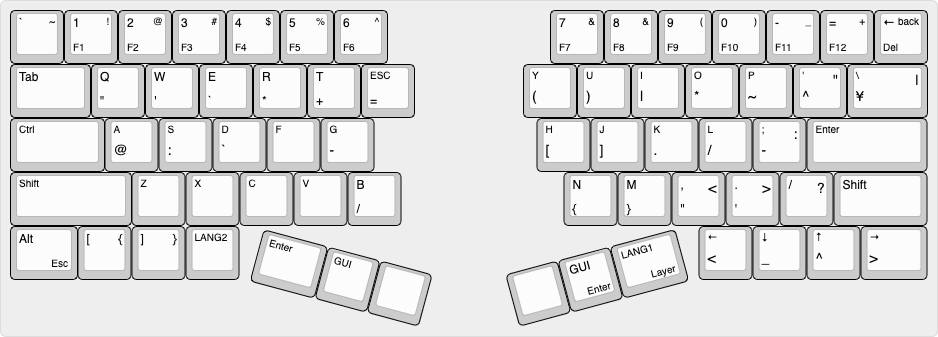 ` ~ 1 ! 2 @ 3 # 4 $ 5 % 6 ^ 7 & 8 & 9 ( 0 ) - _ = + ← back
F1 F2 F3 F4 F5 F6 F7 F8 F9 F10 F11 F12 Del
Tab Q W E R T ESC Y U I O P ' " \ |
" ' ` * + = ( ) | * ~ ^ ¥
Ctrl A S D F G H J K L ; : Enter
@ : ` - [ ] . / -
Shift Z X C V B N M , < . > / ? Shift
/ { } " '
Alt [ { ] } LANG2 Enter GUI GUI LANG1 ← ↓ ↑ →
Esc Enter Layer < _ ^ >